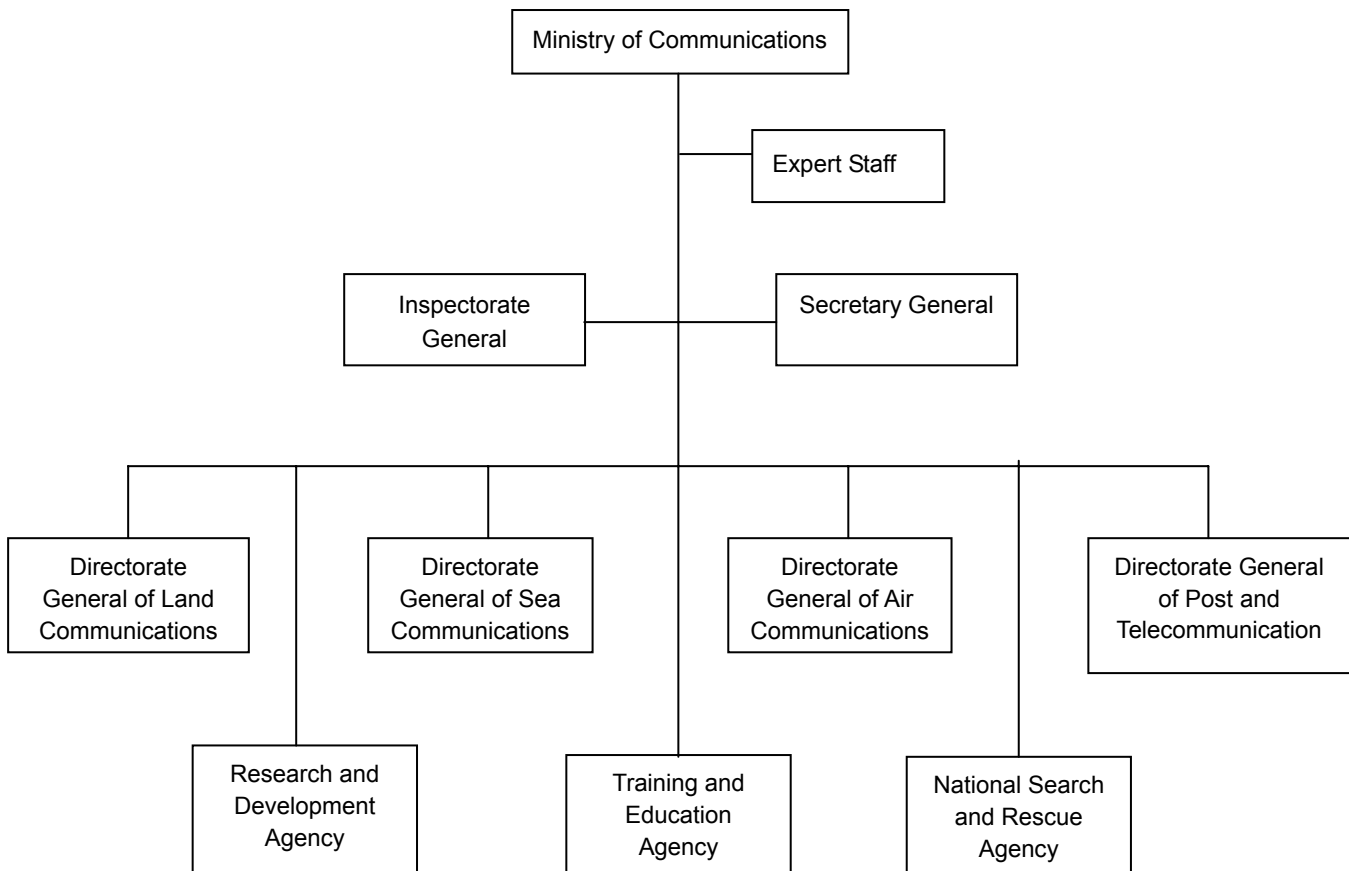 Ministry of Communications
Expert Staff
Inspectorate
General
Secretary General
Directorate
General of Land
Communications
Directorate
General of Sea
Communications
Directorate
General of Air
Communications
Directorate General
of Post and
Telecommunication
Research and
Development
Agency
Training and
Education
Agency
National Search
and Rescue
Agency